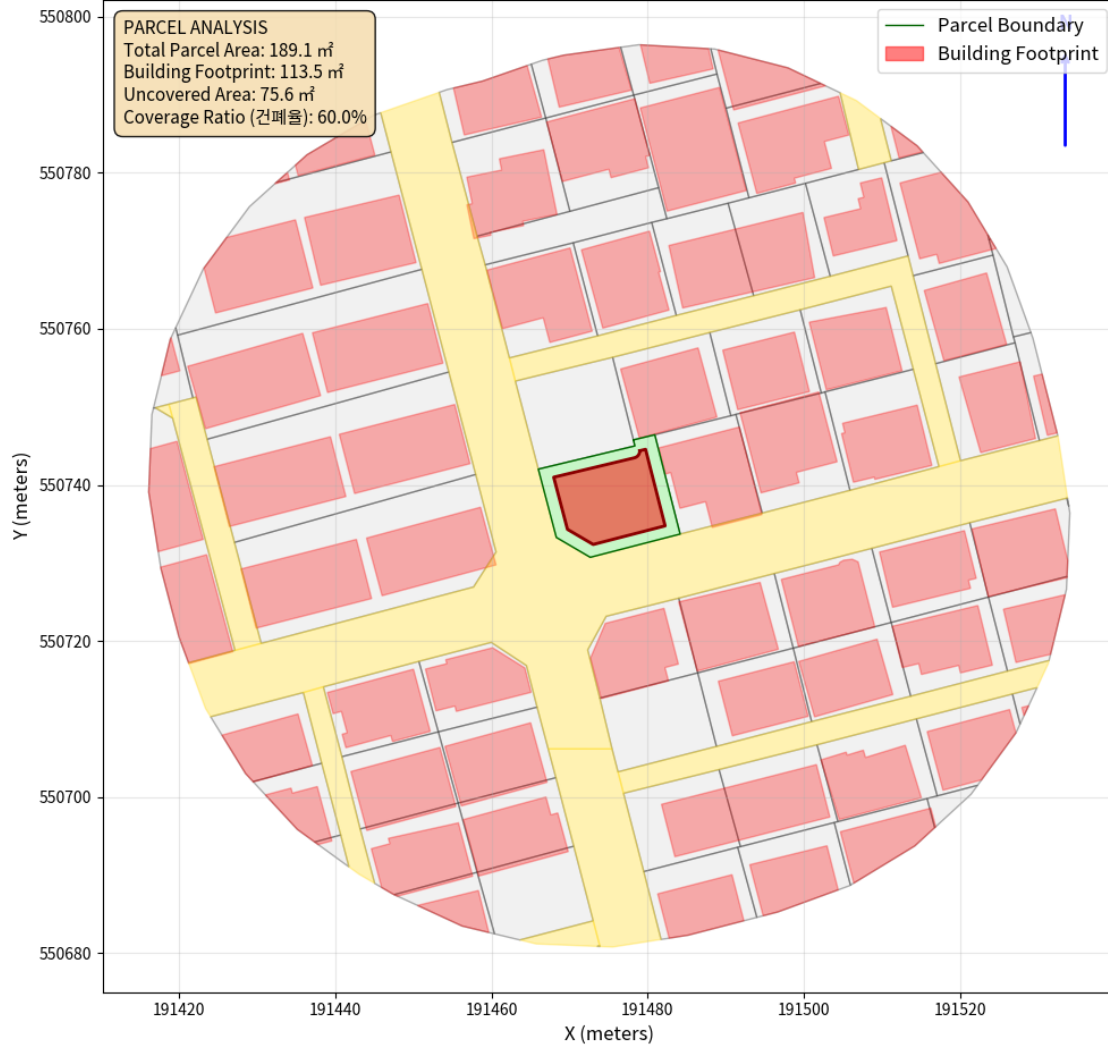 PARCEL ANALYSIS
Total Parcel Area: 189.1 ㎡
Building Footprint: 113.5 ㎡
Uncovered Area: 75.6 ㎡
Coverage Ratio (건폐율): 60.0%
Parcel Boundary
Building Footprint
N
550800
550780
550760
550740
550720
550700
550680
Y (meters)
191420
191440
191460
191480
191500
191520
X (meters)